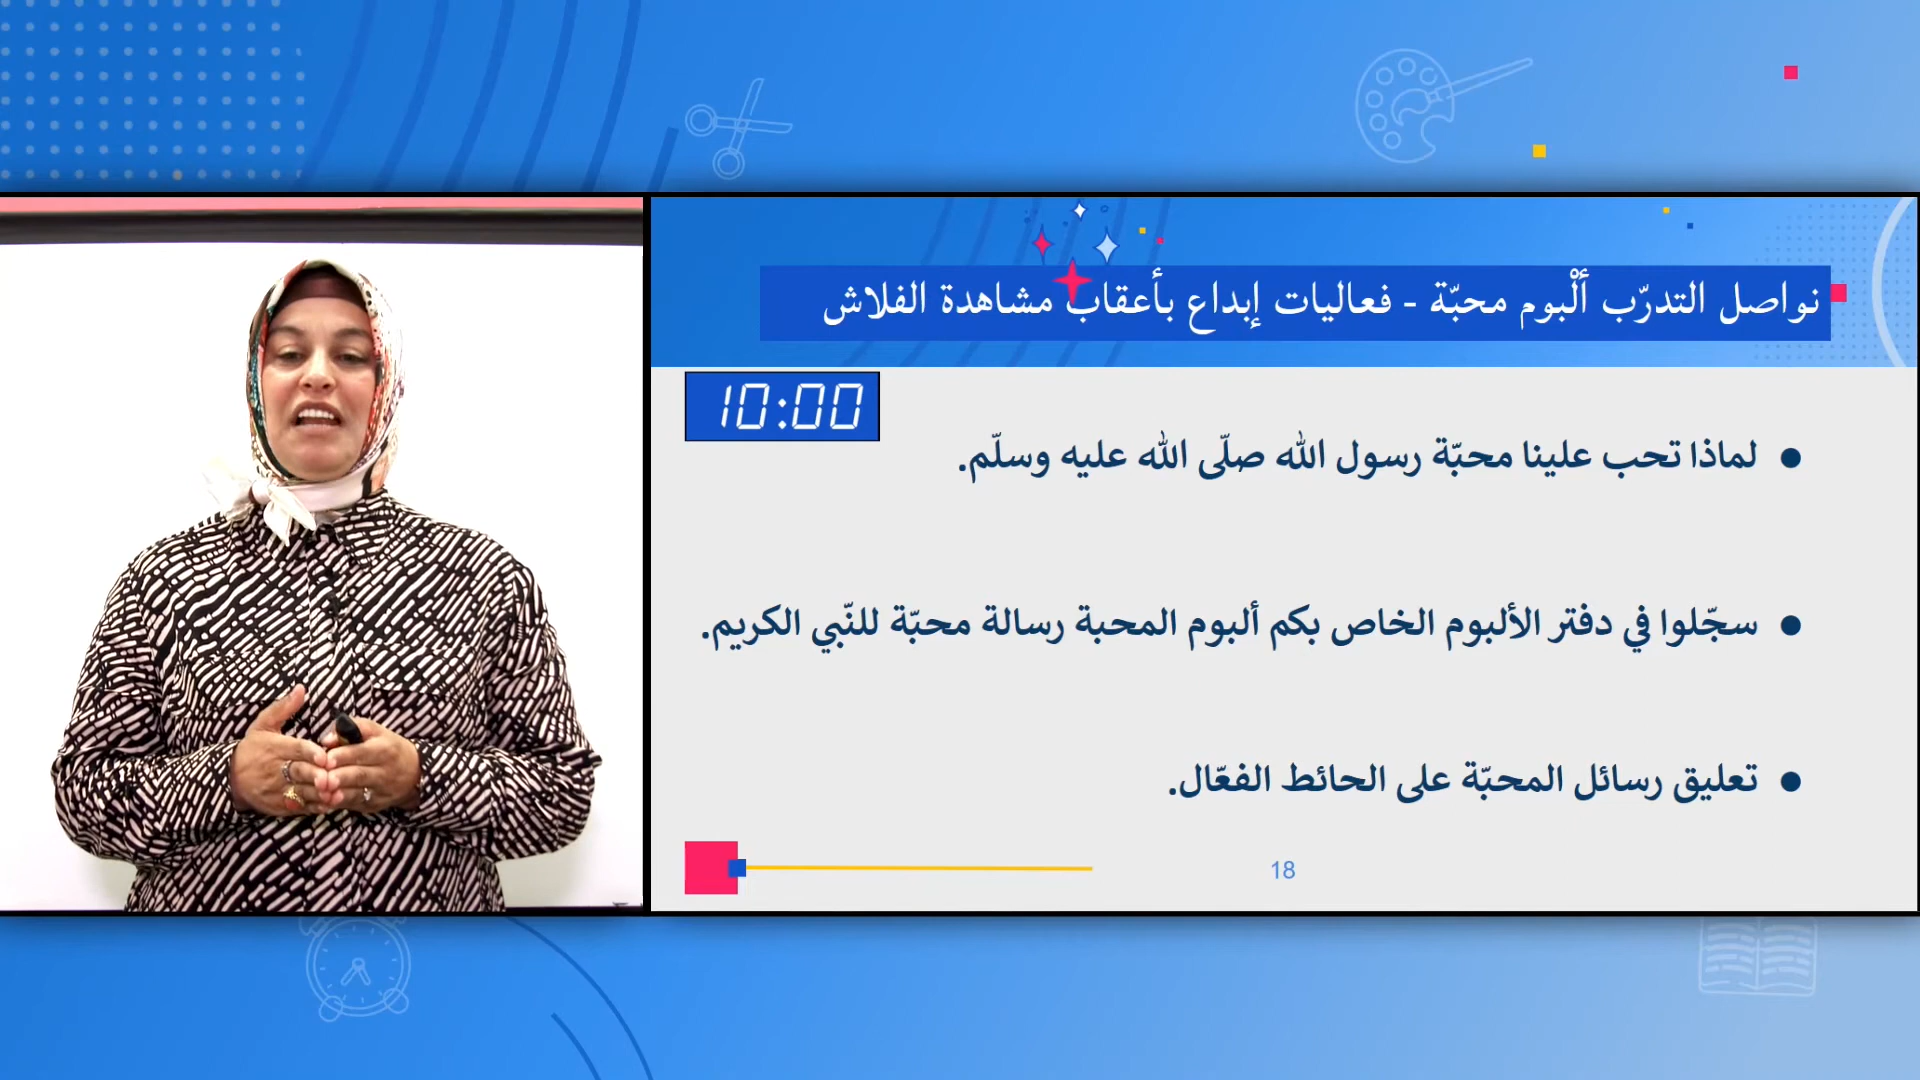 نواصل التدرّب ألْبوم محبّة - فعاليات إبداع بأعقاب مشاهدة الفلاش
10:00
● لماذا تحب علينا محبّة رسول الله صلّى الله عليه وسلّم.
● سجّلوا في دفتر الألبوم الخاص بكم ألبوم المحبة رسالة محبّة للنّبي الكريم.
● تعليق رسائل المحبّة على الحائط الفعّال.
18